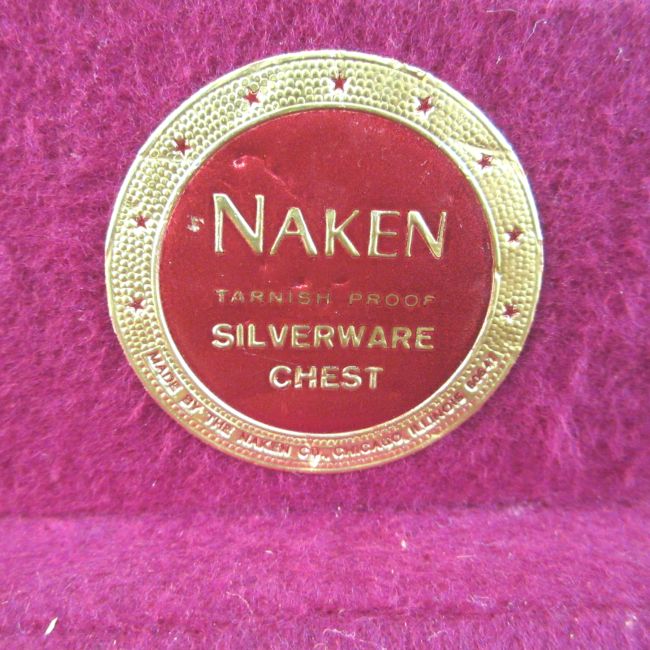 NAKEN
TARNISH PROOF
SILVERWARE
CHEST
MADE BY THE NAKEN CO., CHICAGO, ILLINOIS